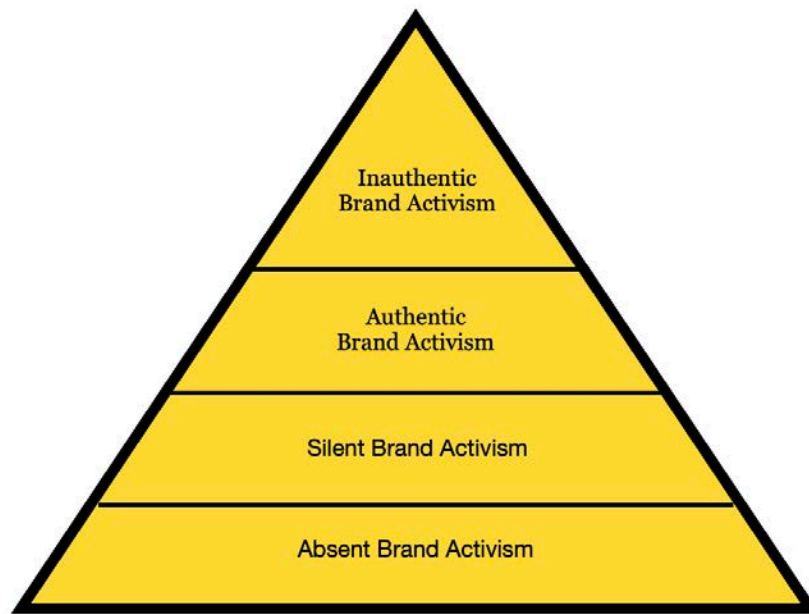 Inauthentic
Brand Activism
Authentic
Brand Activism
Silent Brand Activism
Absent Brand Activism